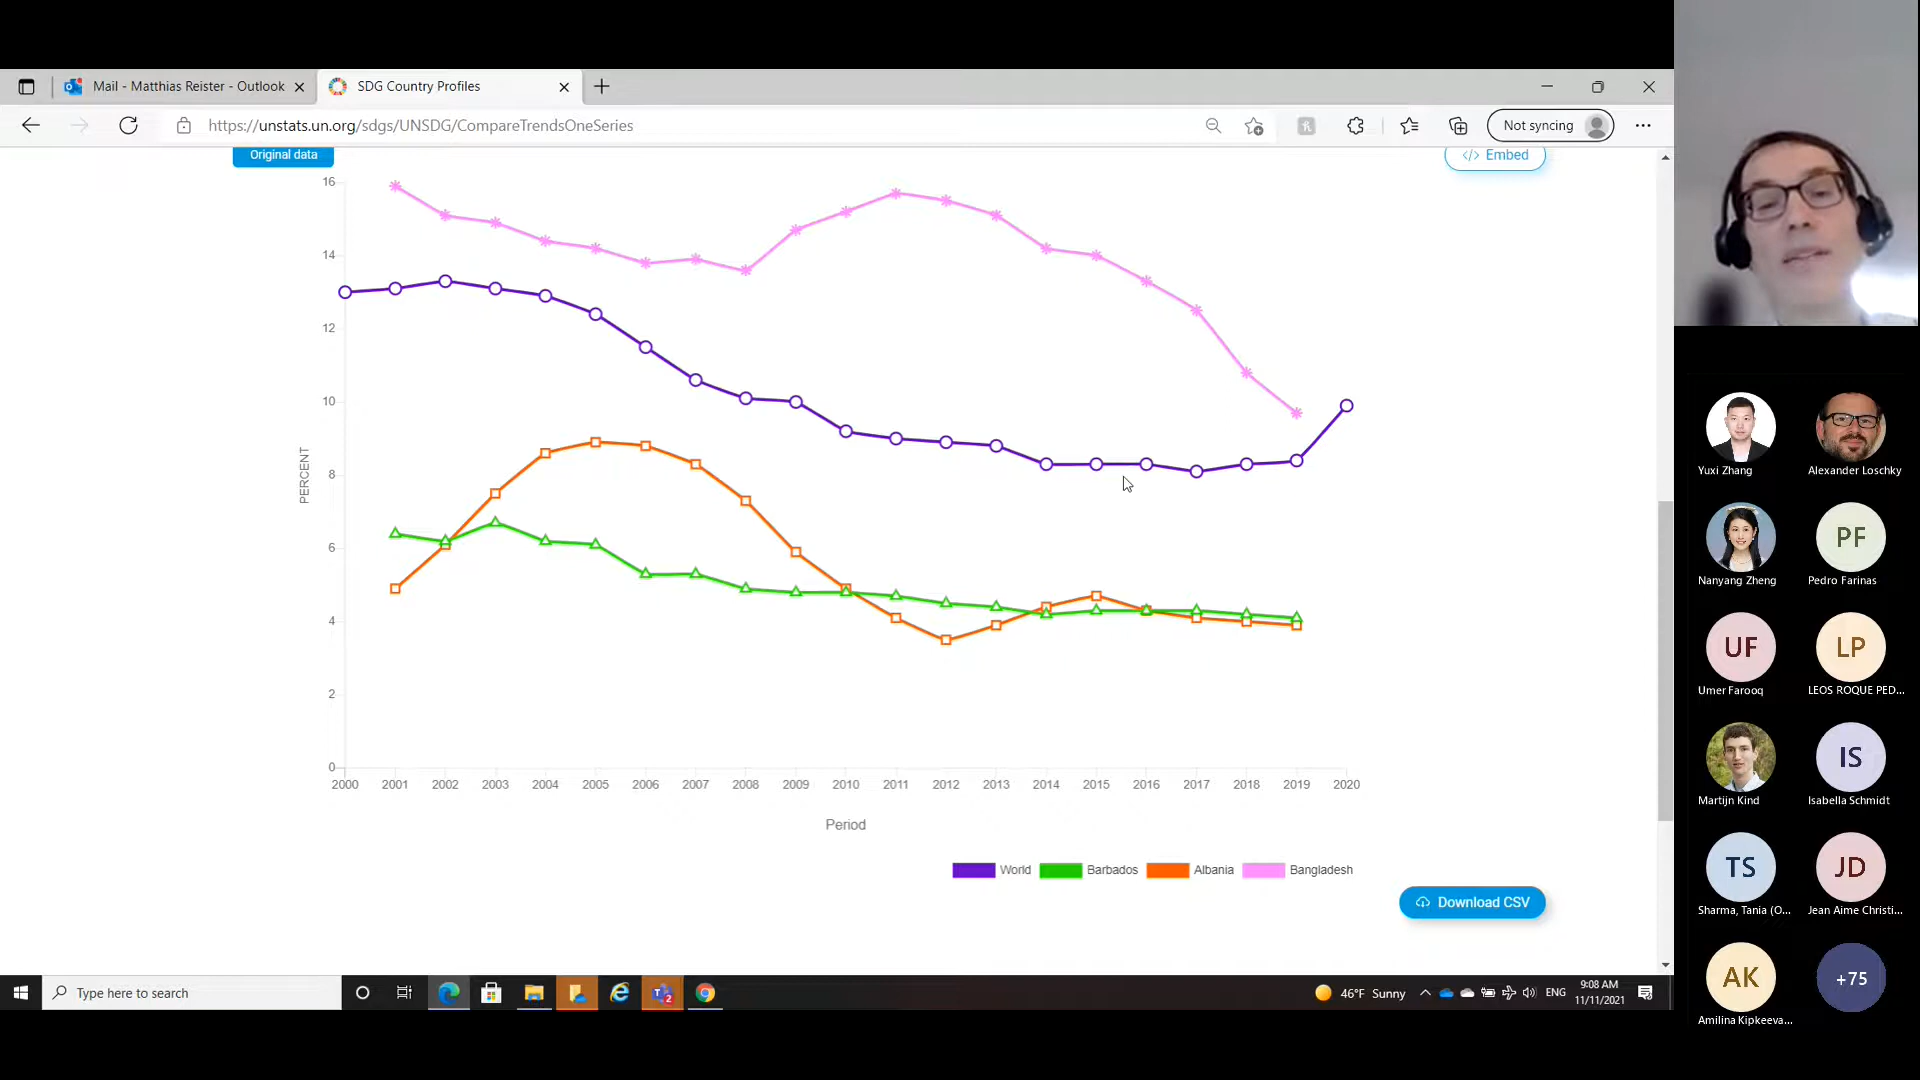 Mail - Matthias Reister - Outlook
SDG Country Profiles
https://unstats.un.org/sdgs/UNSDG/CompareTrendsOneSeries
Not syncing
Original data
</> Embed
16
14
12
10
8
6
4
2
0
PERCENT
2000 2001 2002 2003 2004 2005 2006 2007 2008 2009 2010 2011 2012 2013 2014 2015 2016 2017 2018 2019 2020
Period
World Barbados Albania Bangladesh
Download CSV
Type here to search
46°F Sunny
ENG
9:08 AM
11/11/2021
Yuxi Zhang
Alexander Loschky
Nanyang Zheng
PF
Pedro Farinas
UF
Umer Farooq
LP
LEOS ROQUE PED...
Martijn Kind
IS
Isabella Schmidt
TS
Sharma, Tania (O...
JD
Jean Aime Christi...
AK
Amilina Kipkeeva...
+75